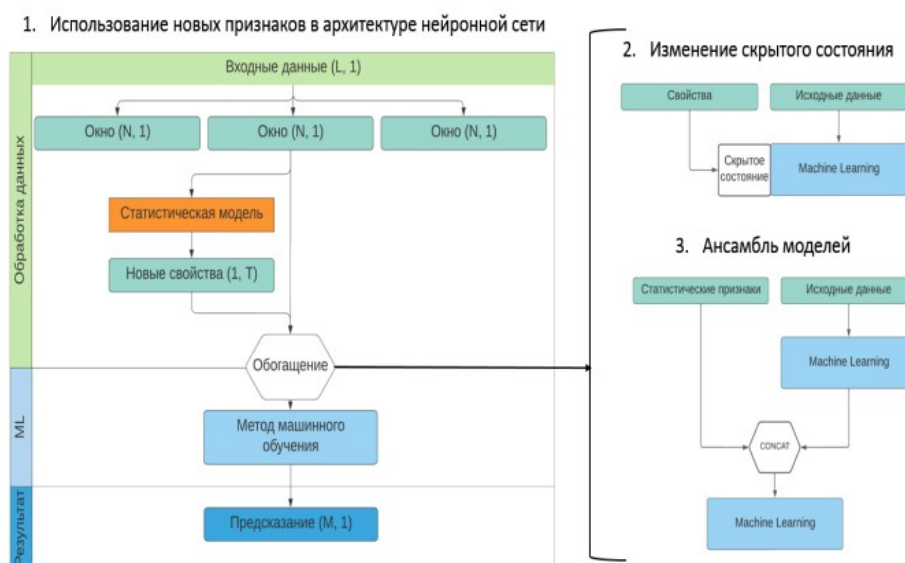 1. Использование новых признаков в архитектуре нейронной сети
Обработка данных
Входные данные (L, 1)
Окно (N, 1)
Окно (N, 1)
Окно (N, 1)
Статистическая модель
Новые свойства (1, T)
Обогащение
ML
Метод машинного
обучения
Результат
Предсказание (M, 1)
2. Изменение скрытого состояния
Свойства
Исходные данные
Скрытое
состояние
Machine Learning
3. Ансамбль моделей
Статистические признаки
Исходные данные
Machine Learning
CONCAT
Machine Learning